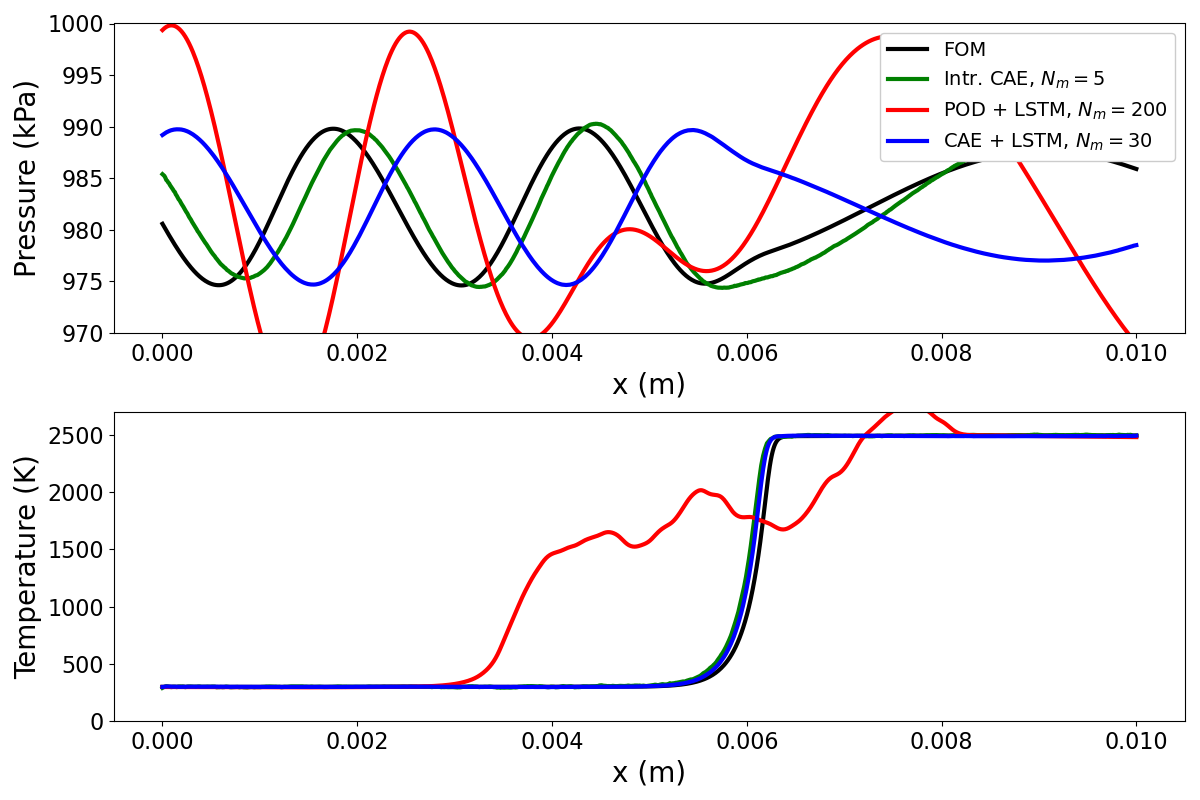 1000
995
990
985
980
975
970
Pressure (kPa)
FOM
Intr. CAE, $N_m = 5$
POD + LSTM, $N_m = 200$
CAE + LSTM, $N_m = 30$
0.000 0.002 0.004 0.006 0.008 0.010
x (m)
2500
2000
1500
1000
500
0
Temperature (K)
0.000 0.002 0.004 0.006 0.008 0.010
x (m)